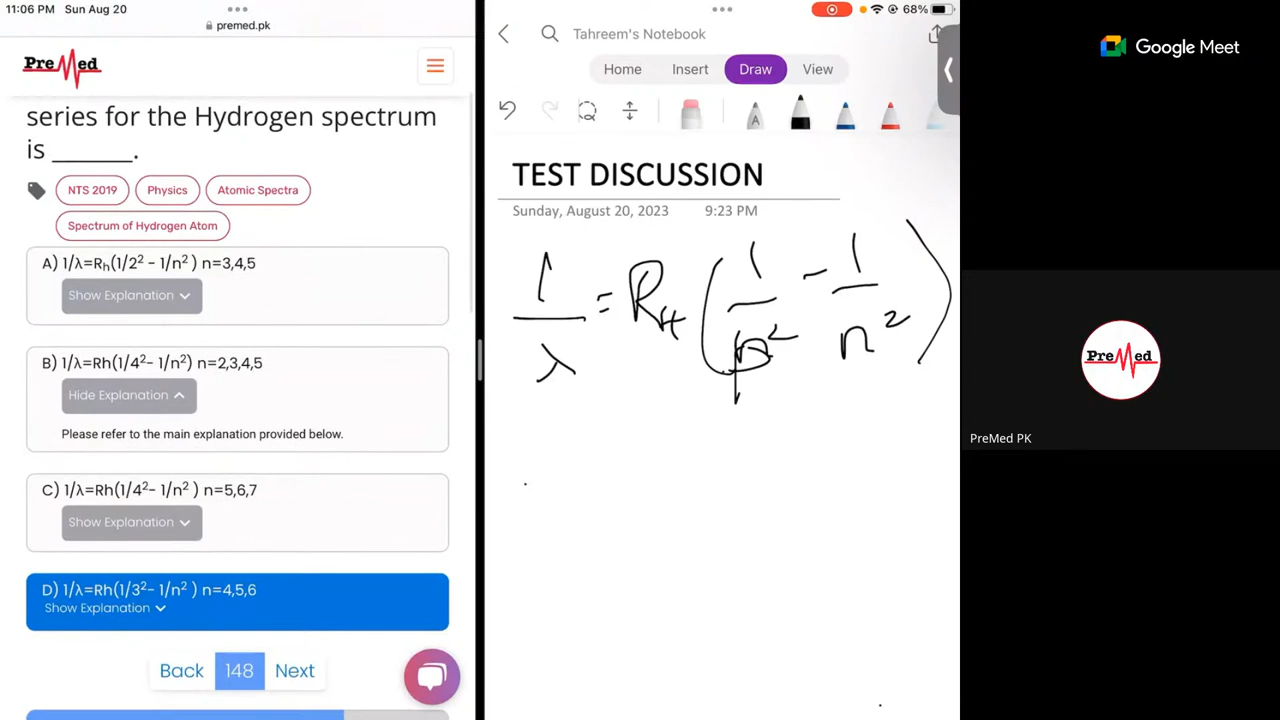 11:06 PM Sun Aug 20
premed.pk
PreMed
series for the Hydrogen spectrum
is ______.
NTS 2019
Physics
Atomic Spectra
Spectrum of Hydrogen Atom
A) 1/λ=Rₕ(1/2² - 1/n² ) n=3,4,5
Show Explanation
B) 1/λ=Rh(1/4²- 1/n²) n=2,3,4,5
Hide Explanation
Please refer to the main explanation provided below.
C) 1/λ=Rh(1/4²- 1/n² ) n=5,6,7
Show Explanation
D) 1/λ=Rh(1/3²- 1/n² ) n=4,5,6
Show Explanation
Back 148 Next
68%
Tahreem's Notebook
Home Insert Draw View
A
TEST DISCUSSION
Sunday, August 20, 2023 9:23 PM
1/λ = R_H (1/p² - 1/n²)
Google Meet
PreMed
PreMed PK